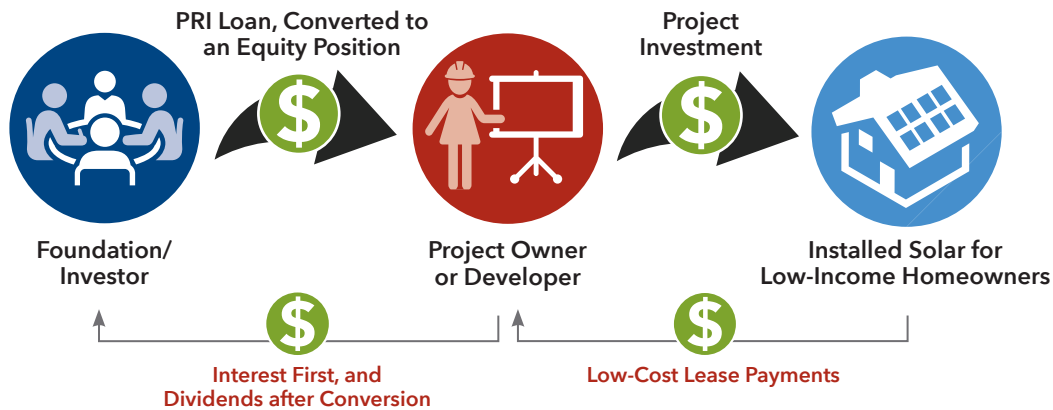 PRI Loan, Converted to
an Equity Position
$
Project
Investment
$
Foundation/
Investor
Project Owner
or Developer
Installed Solar for
Low-Income Homeowners
$
Interest First, and
Dividends after Conversion
$
Low-Cost Lease Payments